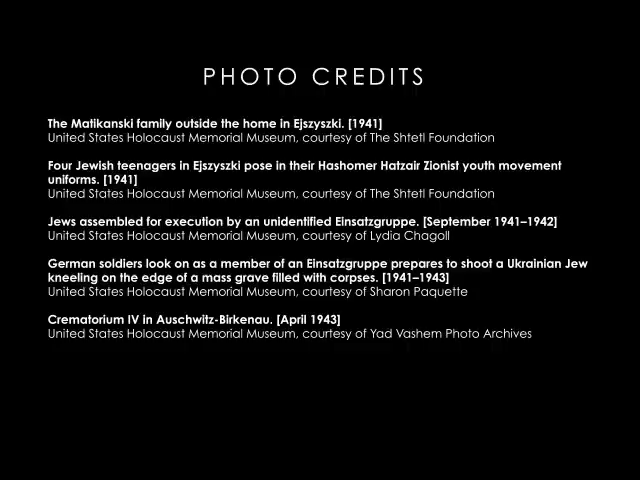 PHOTO CREDITS
The Matikanski family outside the home in Ejszyszki. [1941]
United States Holocaust Memorial Museum, courtesy of The Shtetl Foundation
Four Jewish teenagers in Ejszyszki pose in their Hashomer Hatzair Zionist youth movement
uniforms. [1941]
United States Holocaust Memorial Museum, courtesy of The Shtetl Foundation
Jews assembled for execution by an unidentified Einsatzgruppe. [September 1941–1942]
United States Holocaust Memorial Museum, courtesy of Lydia Chagoll
German soldiers look on as a member of an Einsatzgruppe prepares to shoot a Ukrainian Jew
kneeling on the edge of a mass grave filled with corpses. [1941–1943]
United States Holocaust Memorial Museum, courtesy of Sharon Paquette
Crematorium IV in Auschwitz-Birkenau. [April 1943]
United States Holocaust Memorial Museum, courtesy of Yad Vashem Photo Archives